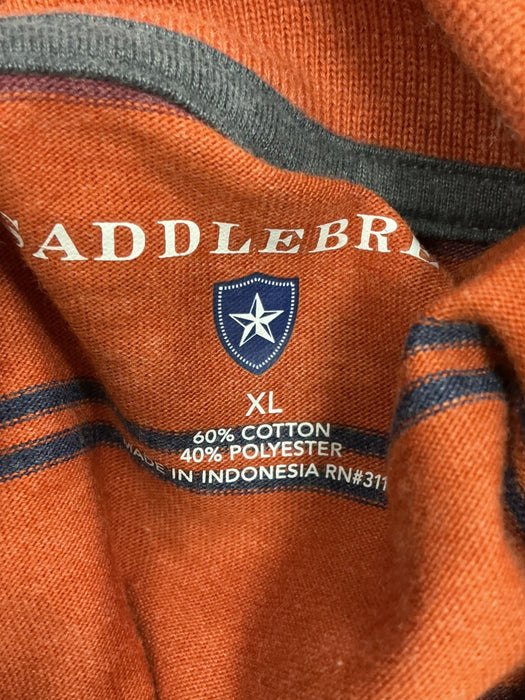 SADDLEBRE
XL
60% COTTON
40% POLYESTER
MADE IN INDONESIA RN#311